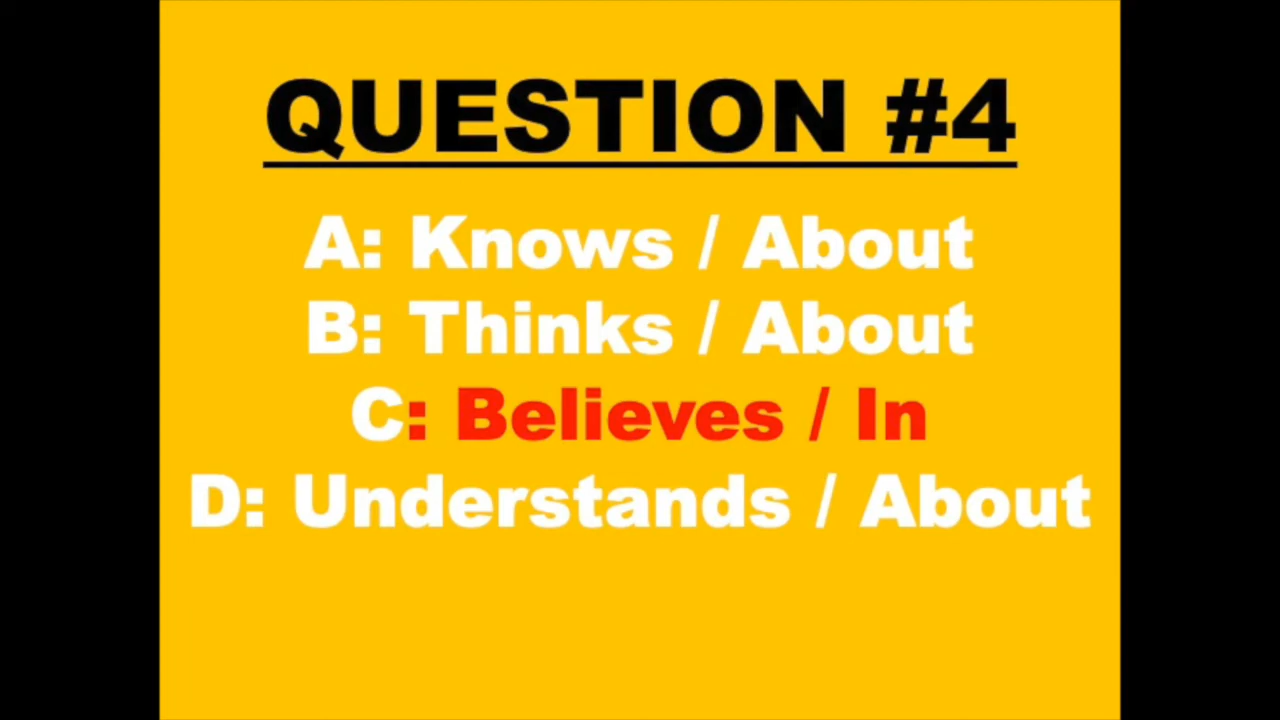 QUESTION #4
A: Knows / About
B: Thinks / About
C: Believes / In
D: Understands / About